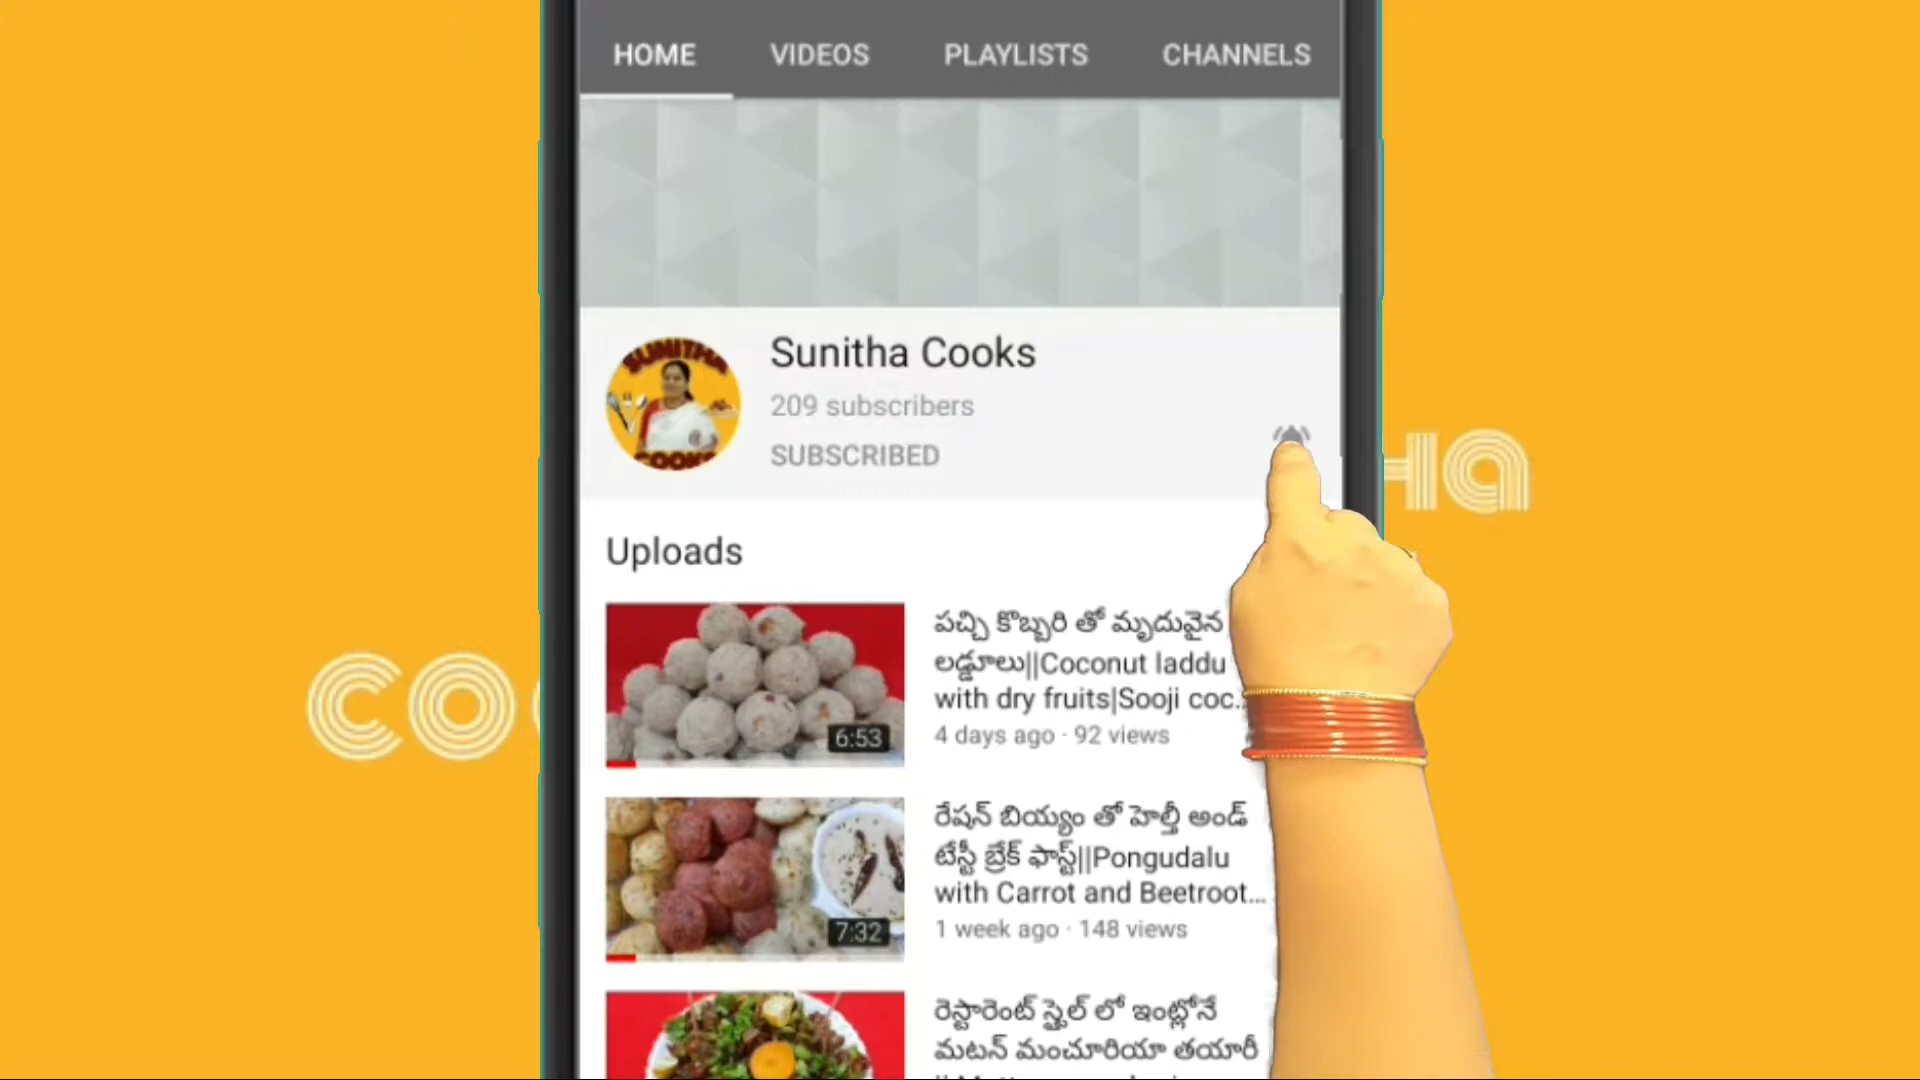 HOME VIDEOS PLAYLISTS CHANNELS
SUNITHA
COOKS
Sunitha Cooks
209 subscribers
SUBSCRIBED
Uploads
పచ్చి కొబ్బరి తో మృదువైన
లడ్డూలు||Coconut laddu
with dry fruits|Sooji coc..
4 days ago · 92 views
6:53
రేషన్ బియ్యం తో హెల్తీ అండ్
టేస్టీ బ్రేక్ ఫాస్ట్||Pongudalu
with Carrot and Beetroot...
1 week ago · 148 views
7:32
రెస్టారెంట్ స్టైల్ లో ఇంట్లోనే
మటన్ మంచూరియా తయారీ